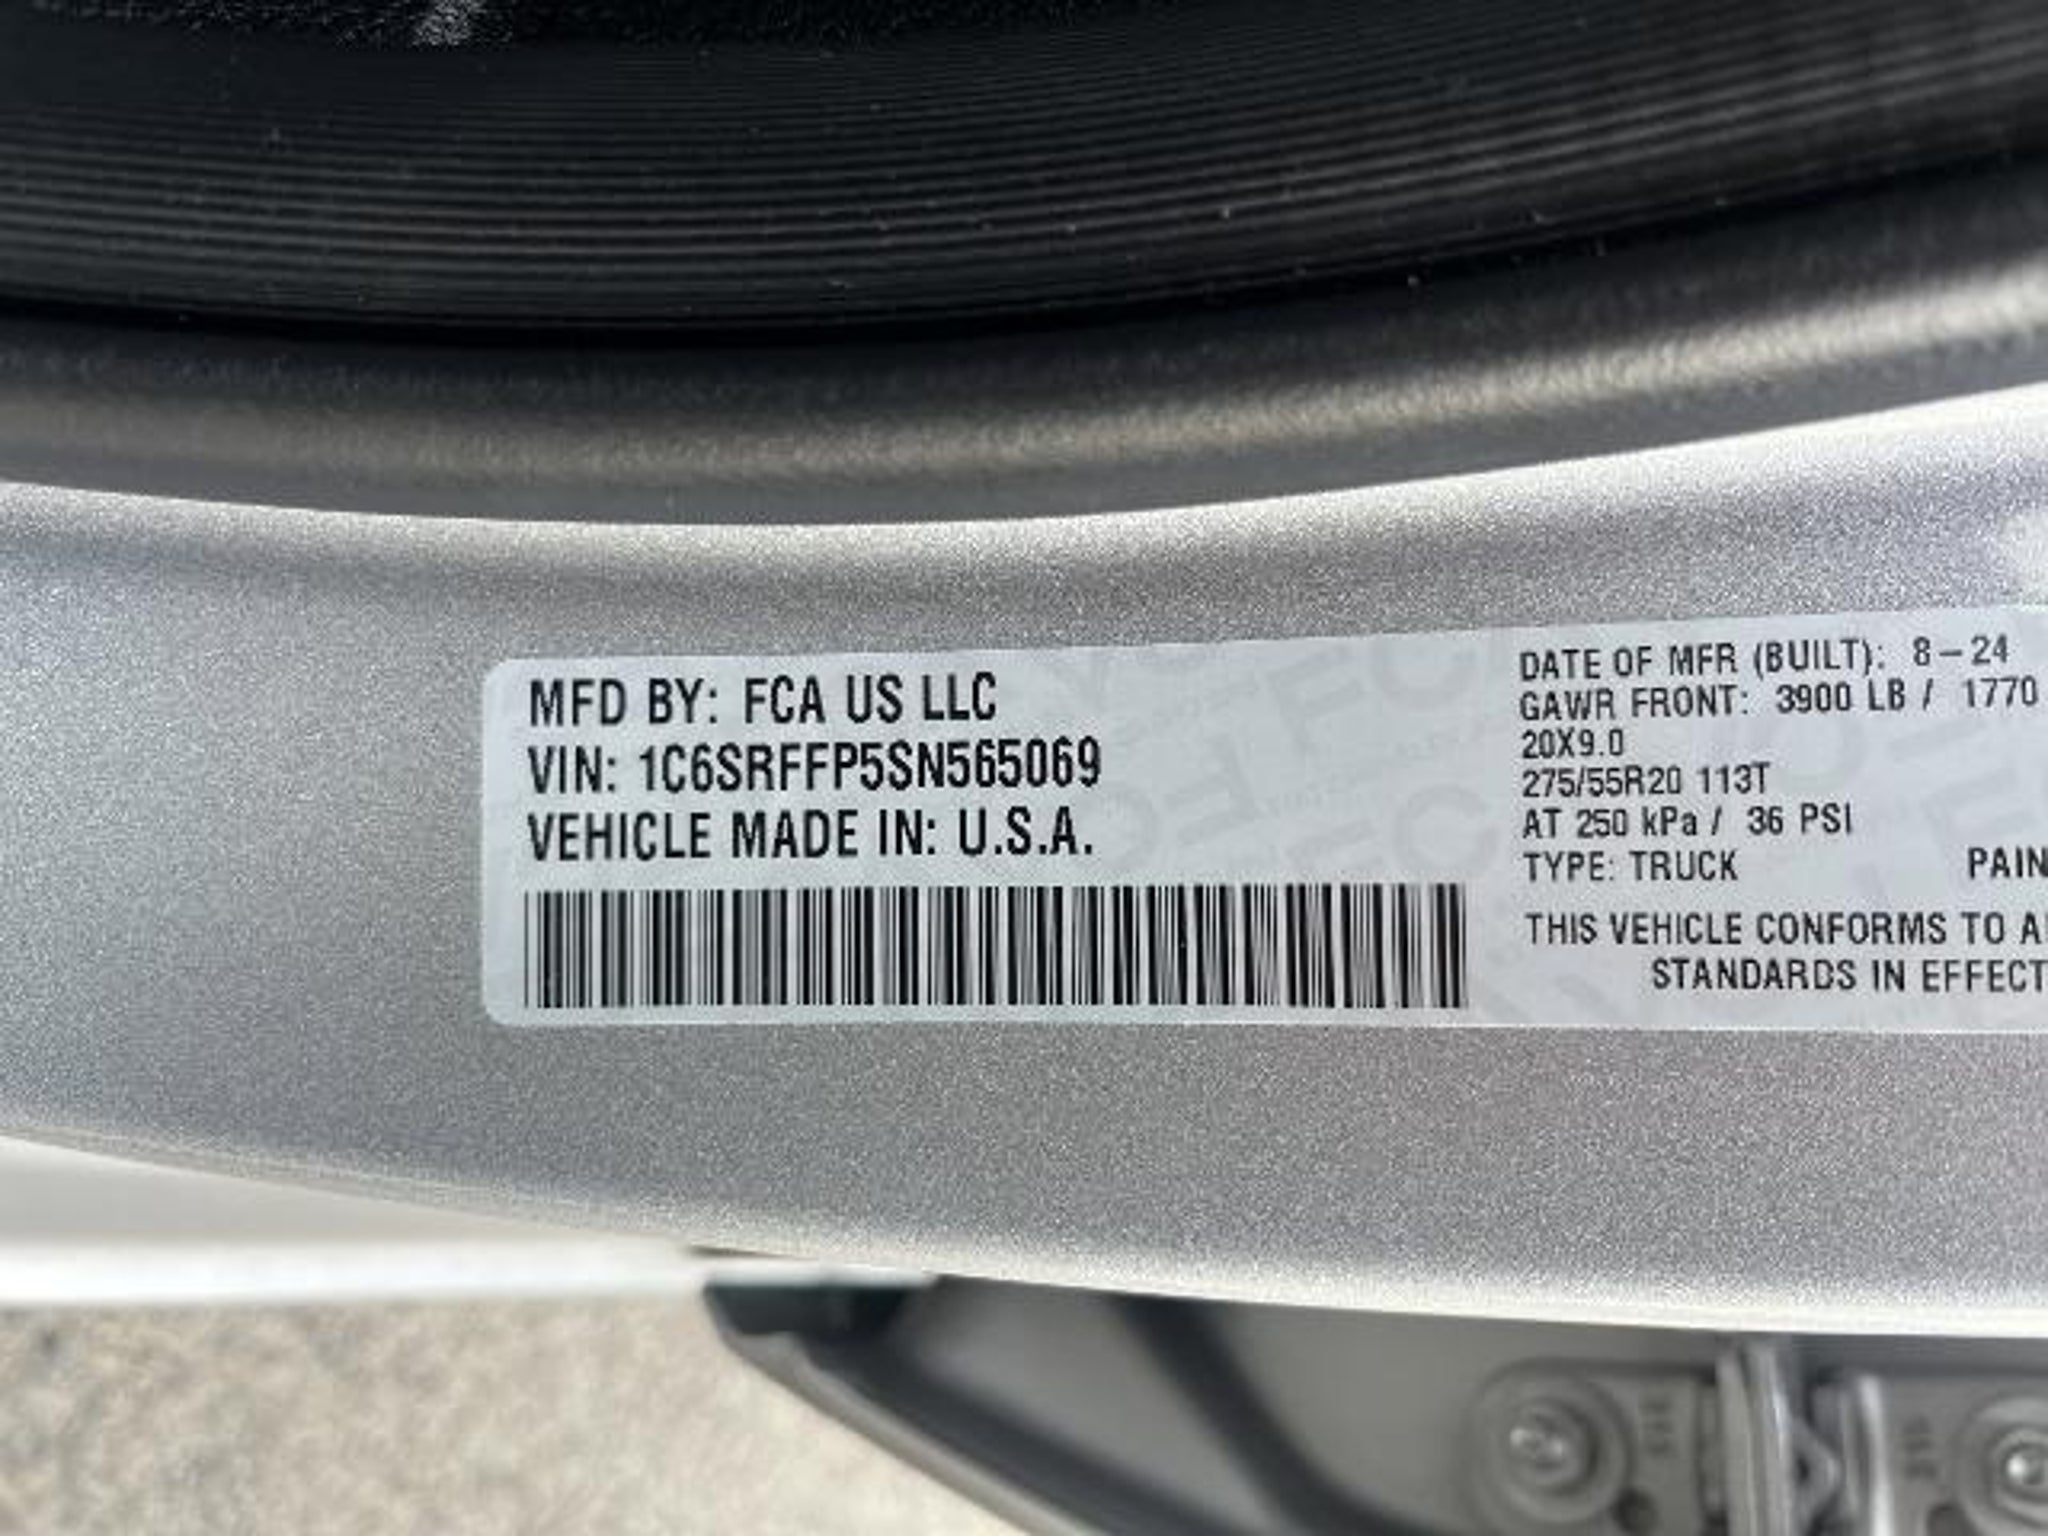 MFD BY: FCA US LLC
VIN: 1C6SRFFP5SN565069
VEHICLE MADE IN: U.S.A.
DATE OF MFR (BUILT): 8-24
GAWR FRONT: 3900 LB / 1770
20X9.0
275/55R20 113T
AT 250 kPa / 36 PSI
TYPE: TRUCK PAIN
THIS VEHICLE CONFORMS TO A
STANDARDS IN EFFECT